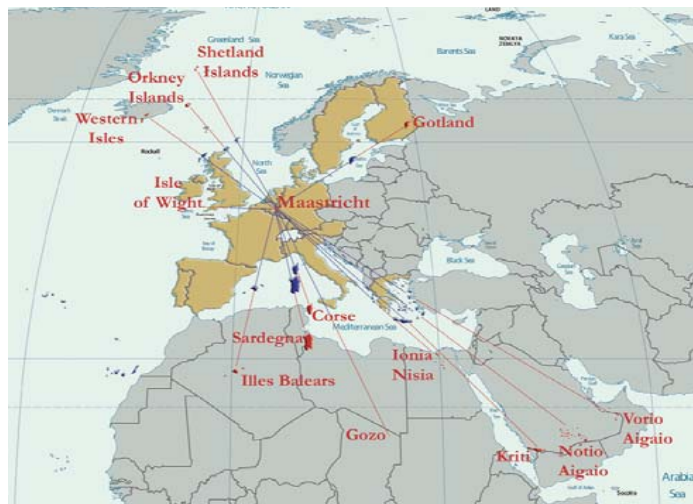 Greenland Sea
Barents Sea
Kara Sea
Shetland
Islands
Norwegian
Sea
Orkney
Islands
Western
Isles
Rockall
North
Sea
Gotland
Isle
of Wight
Maastricht
Black Sea
Corse
Mediterranean Sea
Sardegna
Ionia
Nisia
Illes Balears
Gozo
Kriti
Notio
Aigaio
Vorio
Aigaio
Arabia
Sea